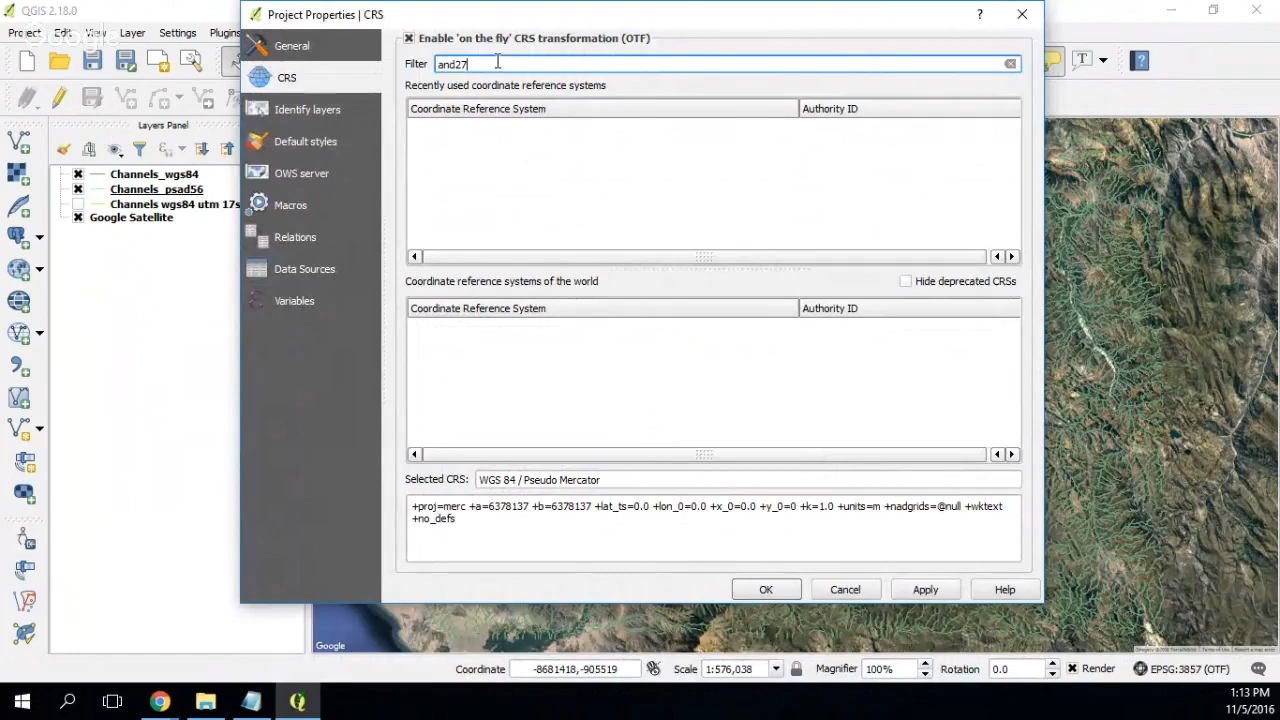 QGIS 2.18.0
Project Properties | CRS
Project
Edit
View
Layer
Settings
Plugins
Google
General
CRS
Identify layers
Default styles
OWS server
Macros
Relations
Data Sources
Variables
Enable 'on the fly' CRS transformation (OTF)
Filter
and27
Recently used coordinate reference systems
Coordinate Reference System
Authority ID
Coordinate reference systems of the world
Hide deprecated CRSs
Coordinate Reference System
Authority ID
Selected CRS:
WGS 84 / Pseudo Mercator
+proj=merc +a=6378137 +b=6378137 +lat_ts=0.0 +lon_0=0.0 +x_0=0.0 +y_0=0 +k=1.0 +units=m +nadgrids=@null +wktext
+no_defs
OK
Cancel
Apply
Help
Layers Panel
Channels_wgs84
Channels_psad56
Channels wgs84 utm 17s
Google Satellite
Google
Coordinate
-8681418,-905519
Scale
1:576,038
Magnifier
100%
Rotation
0.0
Render
EPSG:3857 (OTF)
1:13 PM
11/5/2016